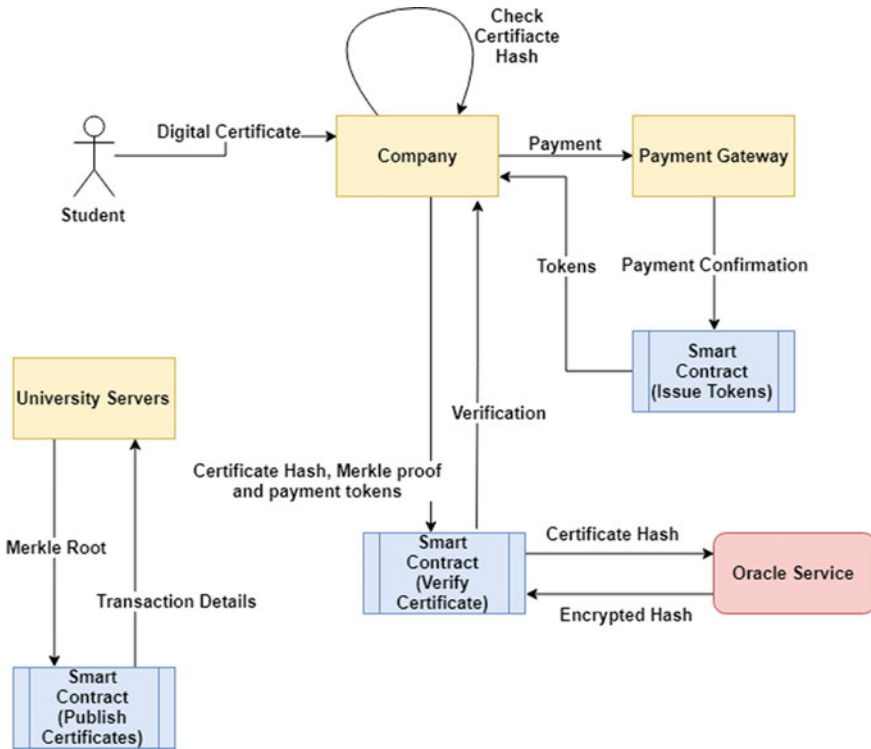 Check
Certifiacte
Hash
Digital Certificate
Company
Payment
Payment Gateway
Student
Tokens
Payment Confirmation
Smart
Contract
(Issue Tokens)
University Servers
Verification
Certificate Hash, Merkle proof
and payment tokens
Merkle Root
Transaction Details
Smart
Contract
(Verify
Certificate)
Certificate Hash
Oracle Service
Encrypted Hash
Smart
Contract
(Publish
Certificates)